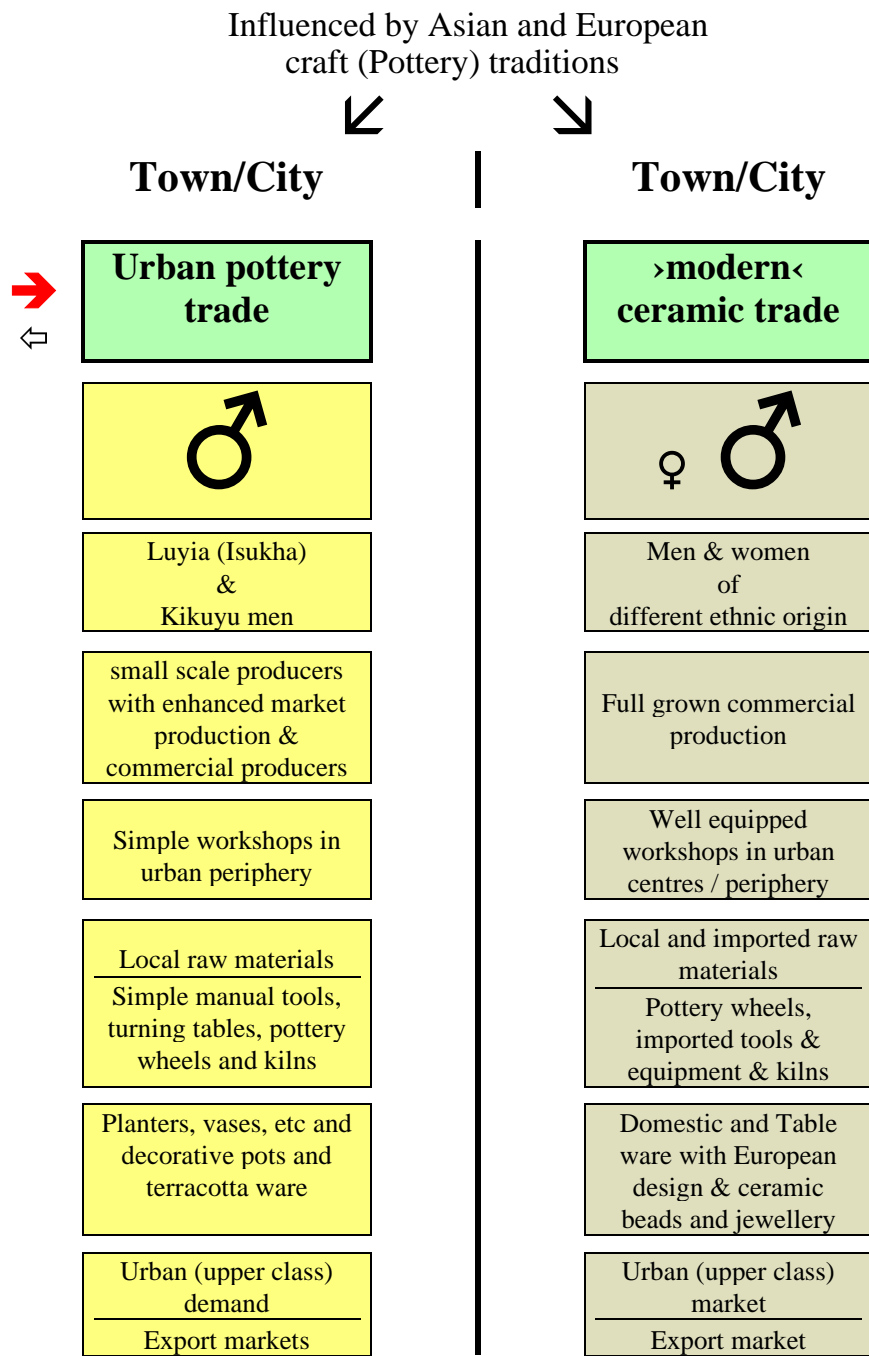 Influenced by Asian and European
craft (Pottery) traditions
Town/City
Urban pottery
trade
Luyia (Isukha)
&
Kikuyu men
small scale producers
with enhanced market
production &
commercial producers
Simple workshops in
urban periphery
Local raw materials
Simple manual tools,
turning tables, pottery
wheels and kilns
Planters, vases, etc and
decorative pots and
terracotta ware
Urban (upper class)
demand
Export markets
Town/City
›modern‹
ceramic trade
Men & women
of
different ethnic origin
Full grown commercial
production
Well equipped
workshops in urban
centres / periphery
Local and imported raw
materials
Pottery wheels,
imported tools &
equipment & kilns
Domestic and Table
ware with European
design & ceramic
beads and jewellery
Urban (upper class)
market
Export market